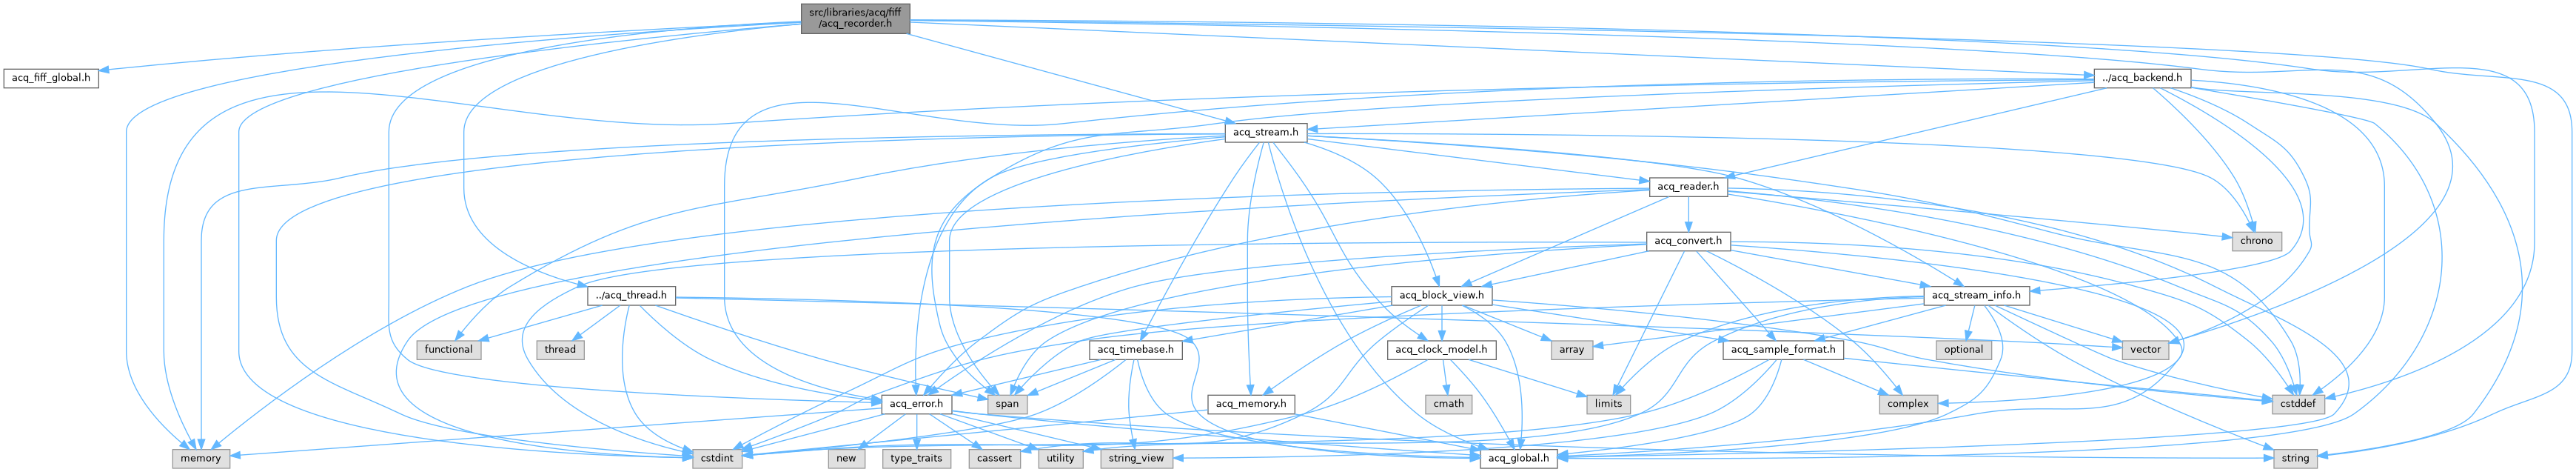 src/libraries/acq/fiff
/acq_recorder.h
acq_fiff_global.h
../acq_backend.h
acq_stream.h
acq_reader.h
acq_convert.h
chrono
../acq_thread.h
acq_block_view.h
acq_stream_info.h
functional
thread
acq_timebase.h
acq_clock_model.h
array
acq_sample_format.h
optional
vector
acq_error.h
span
acq_memory.h
cmath
limits
complex
cstddef
memory
cstdint
new
type_traits
cassert
utility
string_view
acq_global.h
string